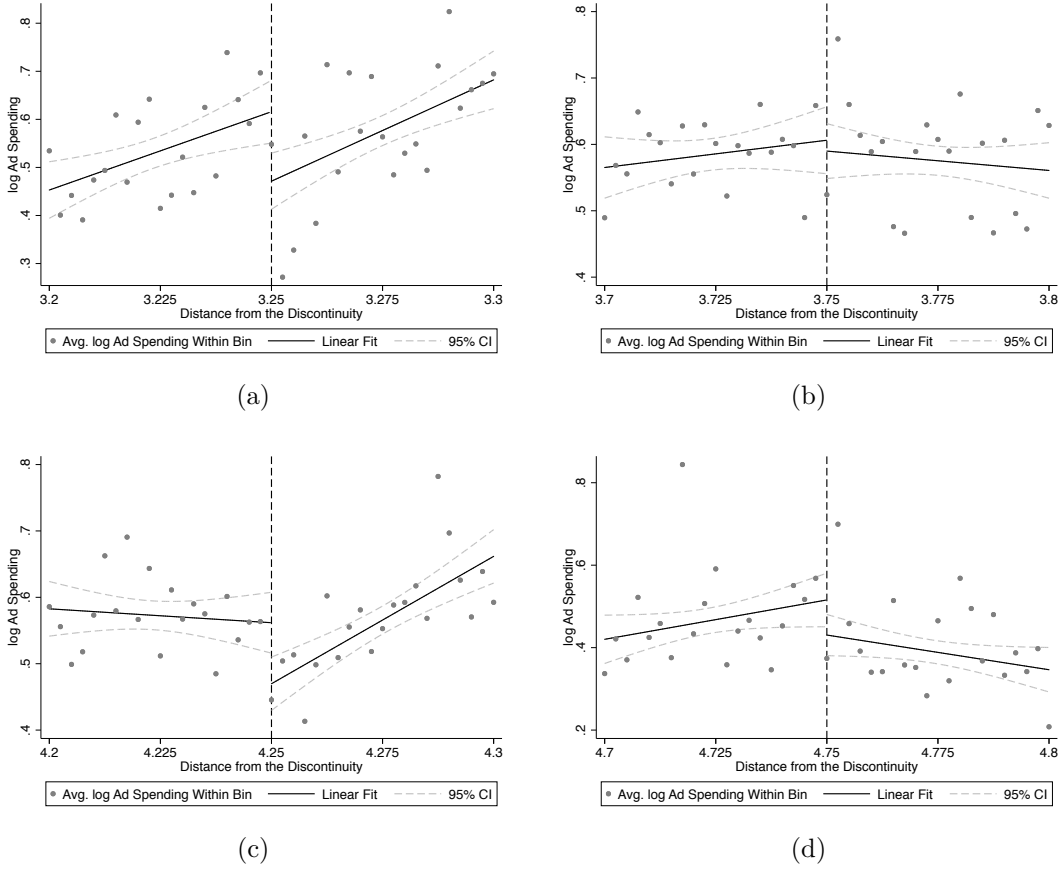 log Ad Spending
.8
.7
.6
.5
.4
.3
3.2 3.225 3.25 3.275 3.3
Distance from the Discontinuity
Avg. log Ad Spending Within Bin Linear Fit 95% CI
(a)
log Ad Spending
.8
.7
.6
.5
.4
3.7 3.725 3.75 3.775 3.8
Distance from the Discontinuity
Avg. log Ad Spending Within Bin Linear Fit 95% CI
(b)
log Ad Spending
.8
.7
.6
.5
.4
4.2 4.225 4.25 4.275 4.3
Distance from the Discontinuity
Avg. log Ad Spending Within Bin Linear Fit 95% CI
(c)
log Ad Spending
.8
.6
.4
.2
4.7 4.725 4.75 4.775 4.8
Distance from the Discontinuity
Avg. log Ad Spending Within Bin Linear Fit 95% CI
(d)